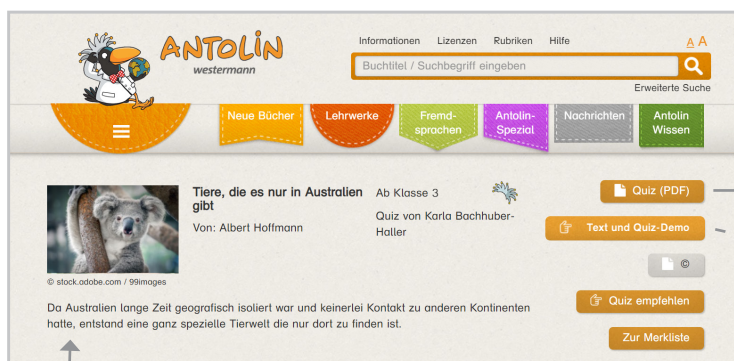 ANTOLIN
westermann
Informationen Lizenzen Rubriken Hilfe
A A
Buchtitel / Suchbegriff eingeben
Erweiterte Suche
Neue Bücher
Lehrwerke
Fremd-
sprachen
Antolin-
Spezial
Nachrichten
Antolin
Wissen
Tiere, die es nur in Australien
gibt
Von: Albert Hoffmann
Ab Klasse 3
Quiz von Karla Bachhuber-
Haller
Quiz (PDF)
Text und Quiz-Demo
©
Quiz empfehlen
Zur Merkliste
© stock.adobe.com / 99images
Da Australien lange Zeit geografisch isoliert war und keinerlei Kontakt zu anderen Kontinenten
hatte, entstand eine ganz spezielle Tierwelt die nur dort zu finden ist.